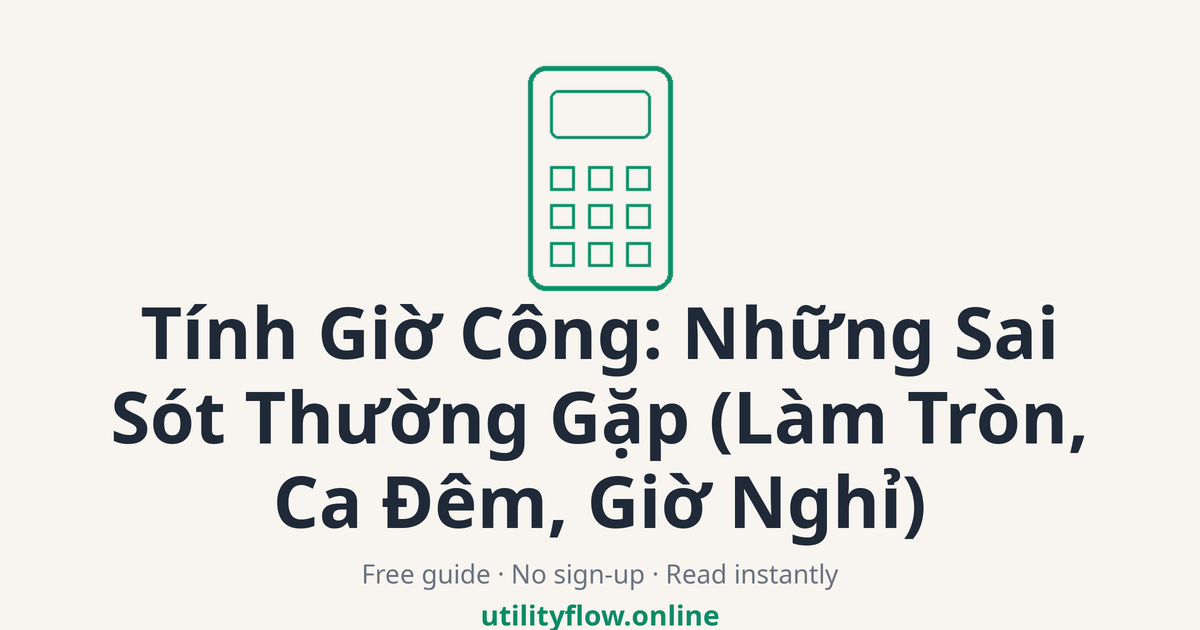 Tính Giờ Công: Những Sai
Sót Thường Gặp (Làm Tròn,
Ca Đêm, Giờ Nghỉ)
Free guide · No sign-up · Read instantly
utilityflow.online